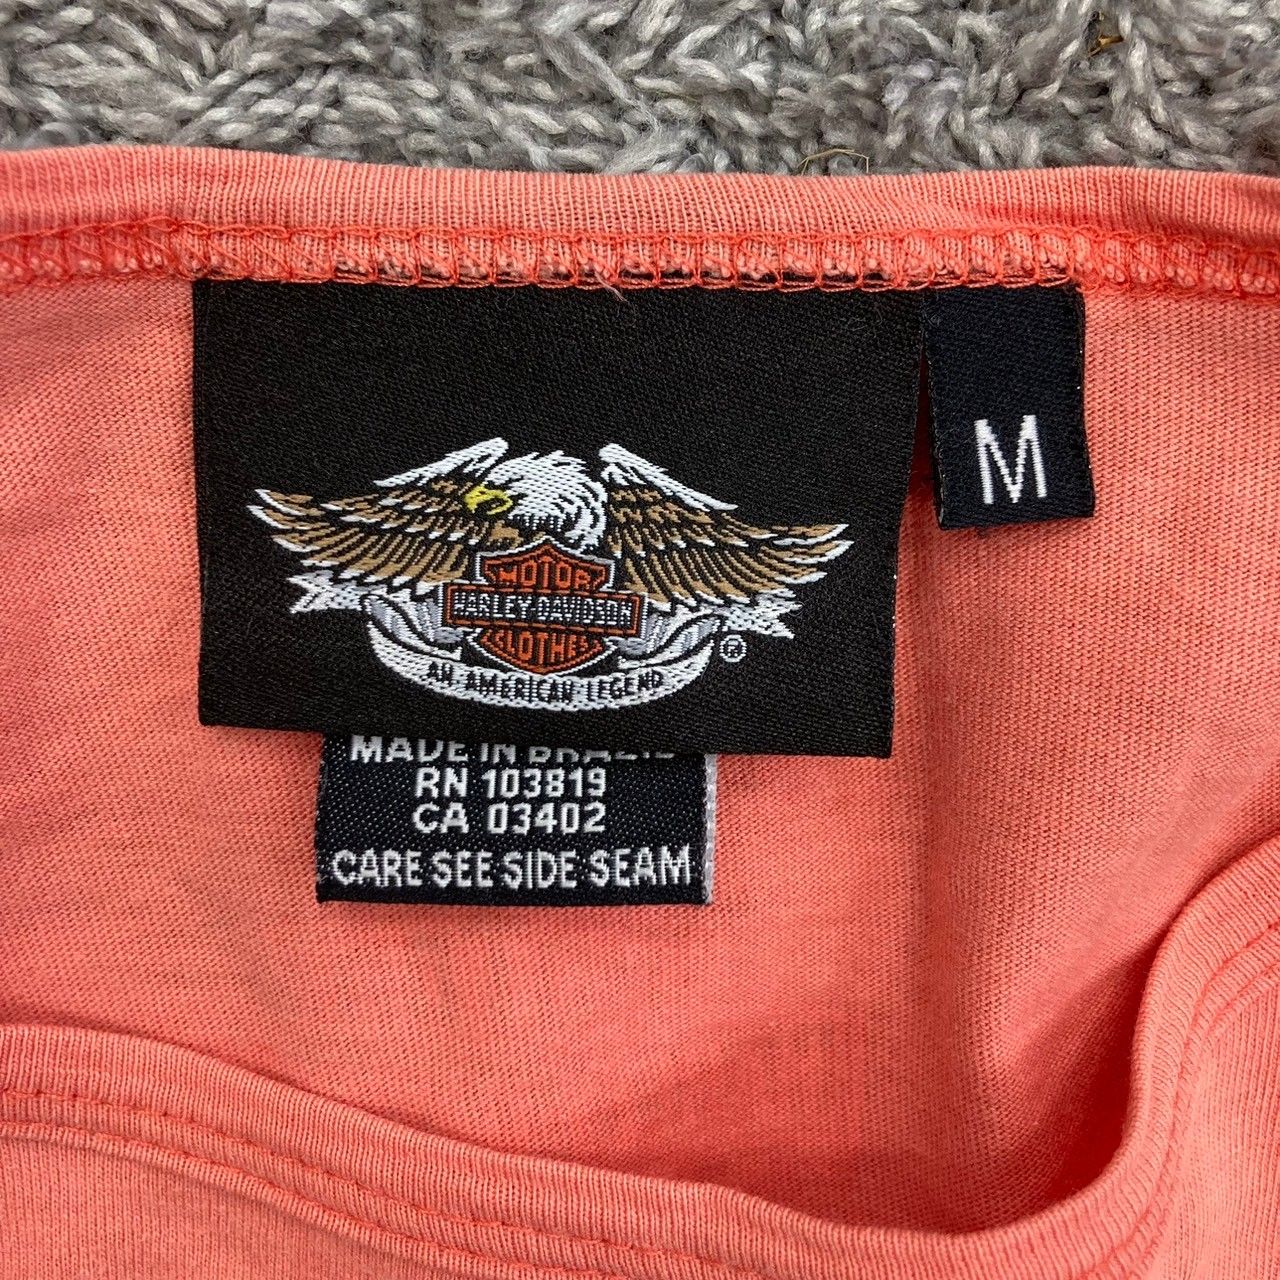 M
MOTOR
HARLEY-DAVIDSON
CLOTHES
®
AN AMERICAN LEGEND
MADE IN BRAZIL
RN 103819
CA 03402
CARE SEE SIDE SEAM